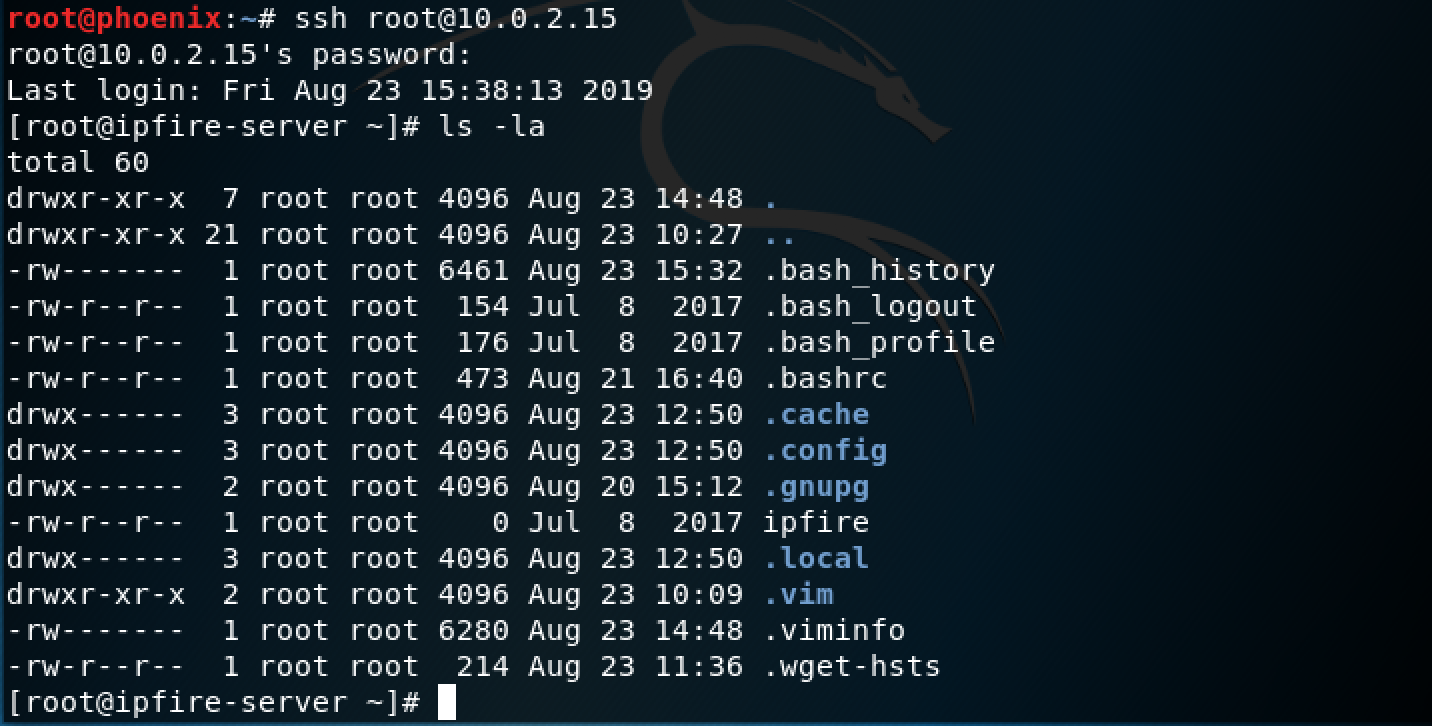 root@phoenix:~# ssh root@10.0.2.15
root@10.0.2.15's password:
Last login: Fri Aug 23 15:38:13 2019
[root@ipfire-server ~]# ls -la
total 60
drwxr-xr-x  7 root root 4096 Aug 23 14:48 .
drwxr-xr-x 21 root root 4096 Aug 23 10:27 ..
-rw-------  1 root root 6461 Aug 23 15:32 .bash_history
-rw-r--r--  1 root root  154 Jul  8  2017 .bash_logout
-rw-r--r--  1 root root  176 Jul  8  2017 .bash_profile
-rw-r--r--  1 root root  473 Aug 21 16:40 .bashrc
drwx------  3 root root 4096 Aug 23 12:50 .cache
drwx------  3 root root 4096 Aug 23 12:50 .config
drwx------  2 root root 4096 Aug 20 15:12 .gnupg
-rw-r--r--  1 root root    0 Jul  8  2017 ipfire
drwx------  3 root root 4096 Aug 23 12:50 .local
drwxr-xr-x  2 root root 4096 Aug 23 10:09 .vim
-rw-------  1 root root 6280 Aug 23 14:48 .viminfo
-rw-r--r--  1 root root  214 Aug 23 11:36 .wget-hsts
[root@ipfire-server ~]#